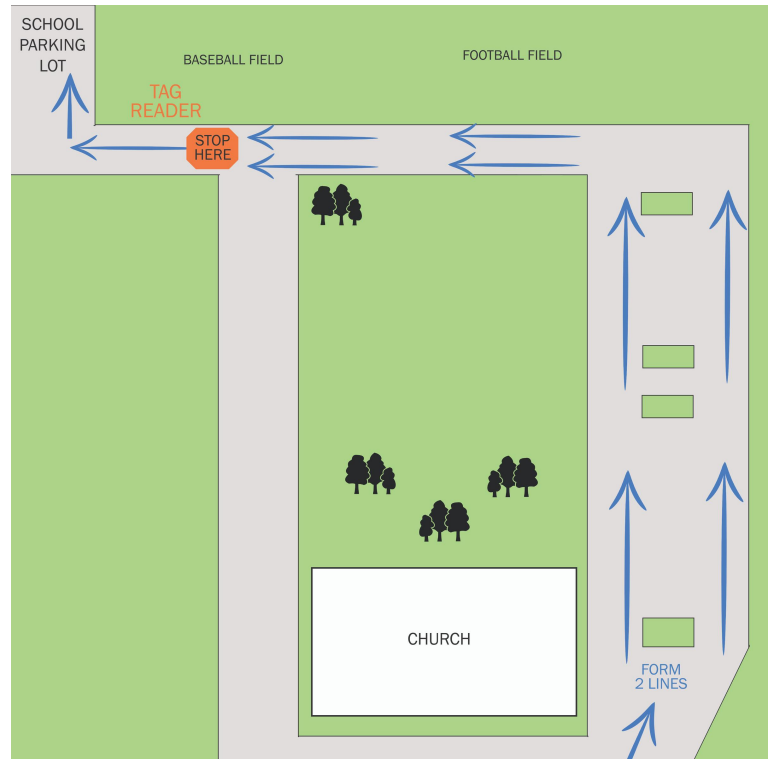 SCHOOL
PARKING
LOT
BASEBALL FIELD
FOOTBALL FIELD
TAG
READER
STOP
HERE
CHURCH
FORM
2 LINES